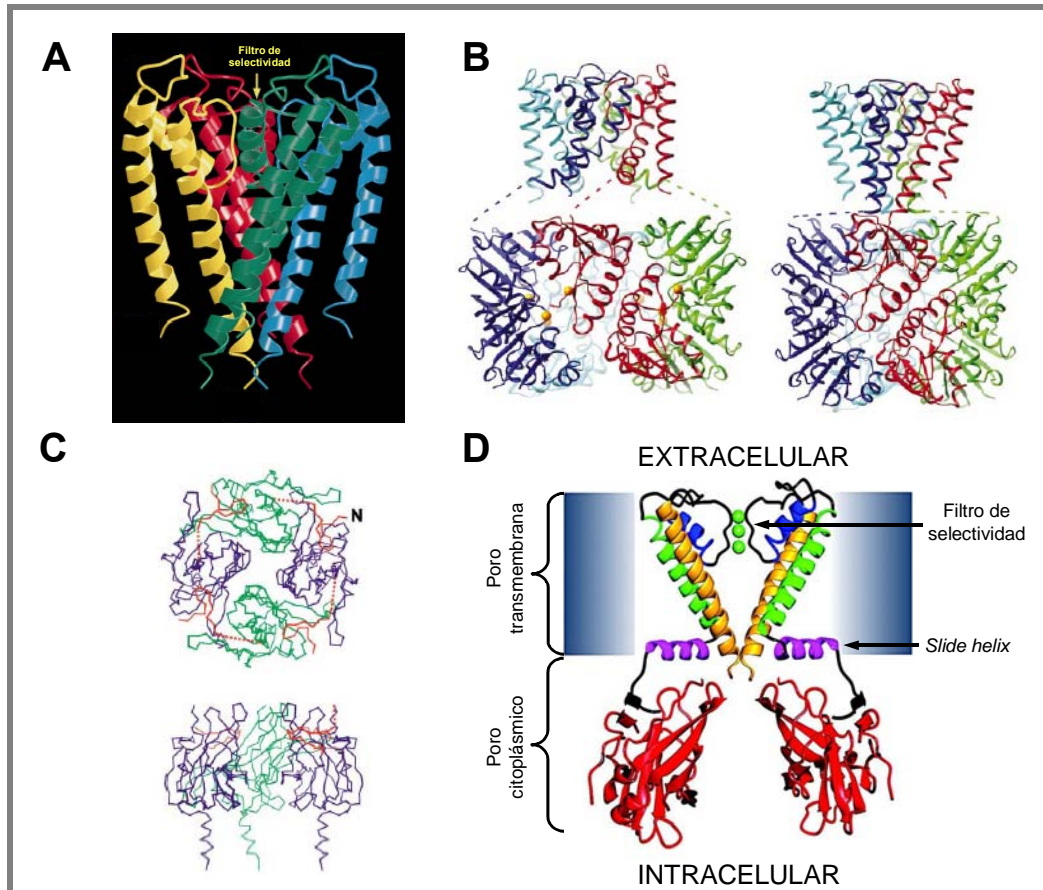 A
Filtro de
selectividad
B
C
N
D
EXTRACELULAR
Poro
transmembrana
Filtro de
selectividad
Slide helix
Poro
citoplásmico
INTRACELULAR